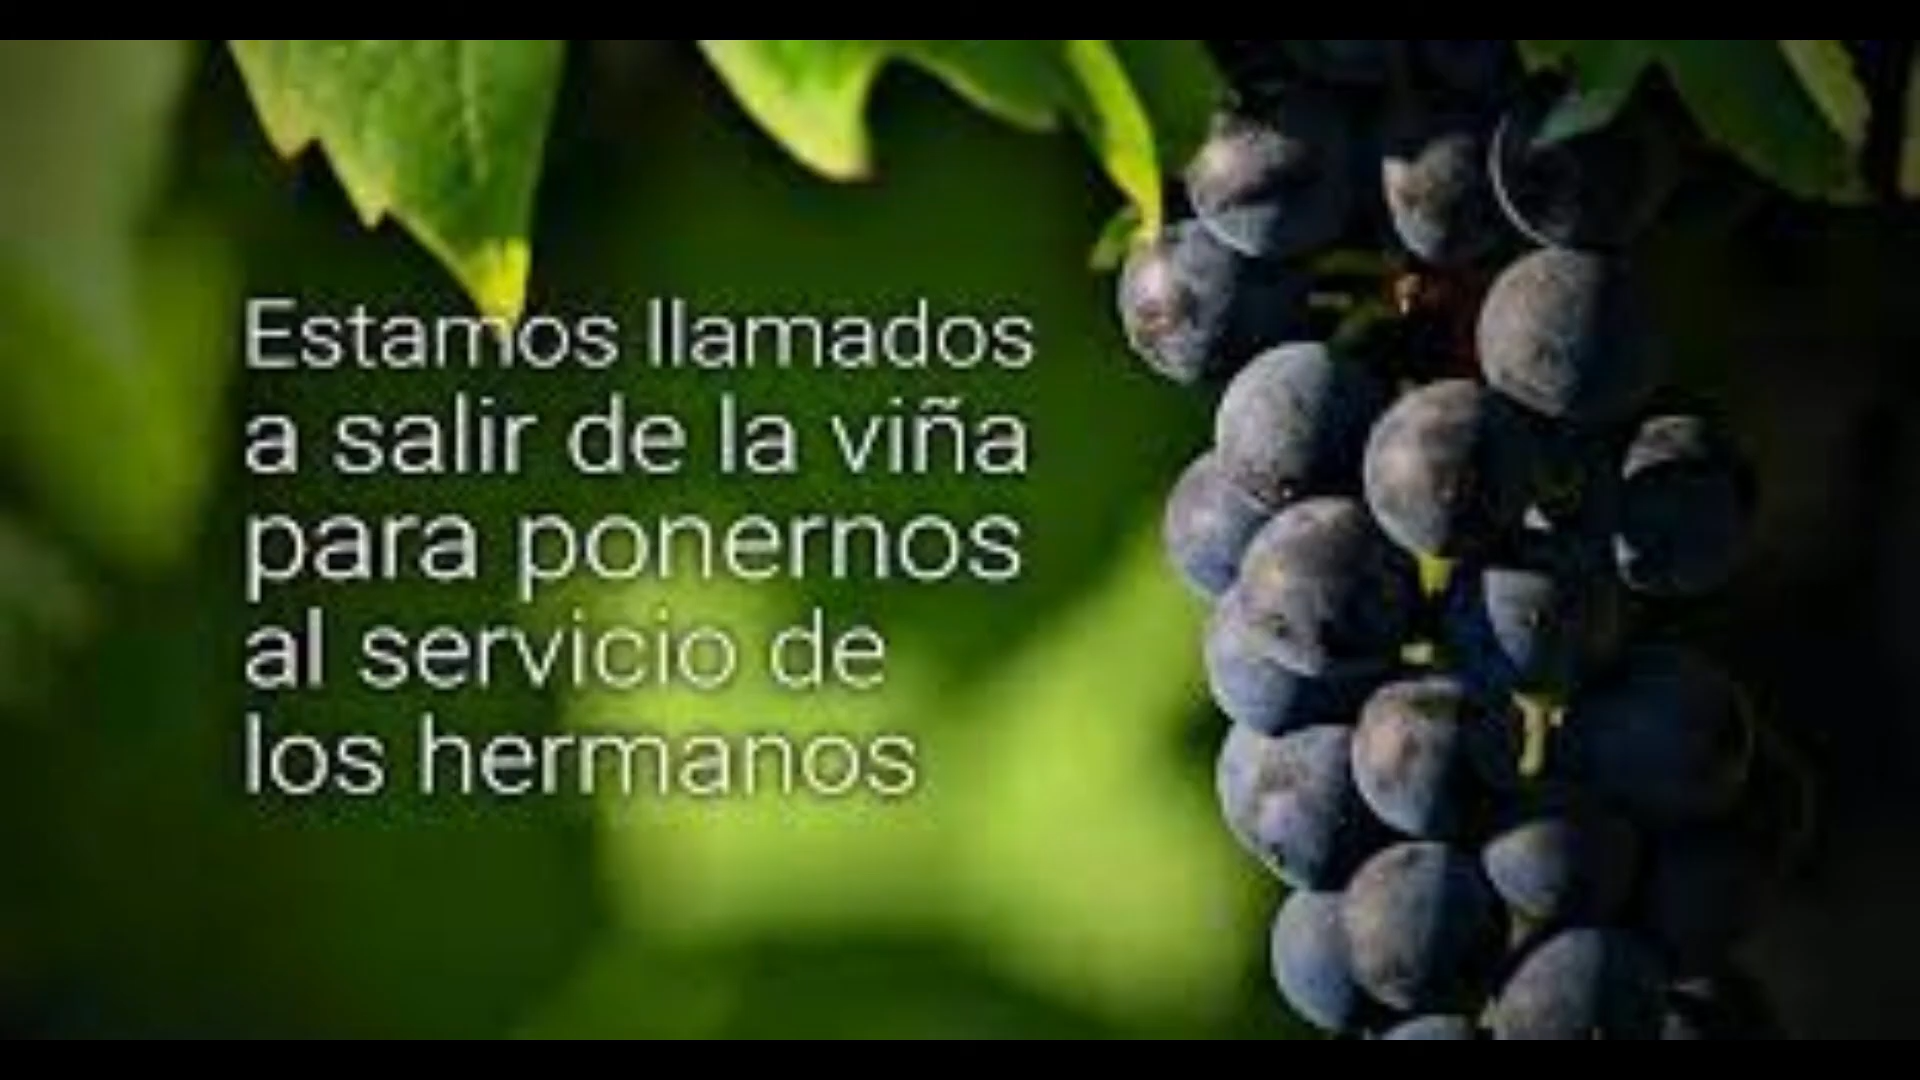 Estamos llamados
a salir de la viña
para ponernos
al servicio de
los hermanos